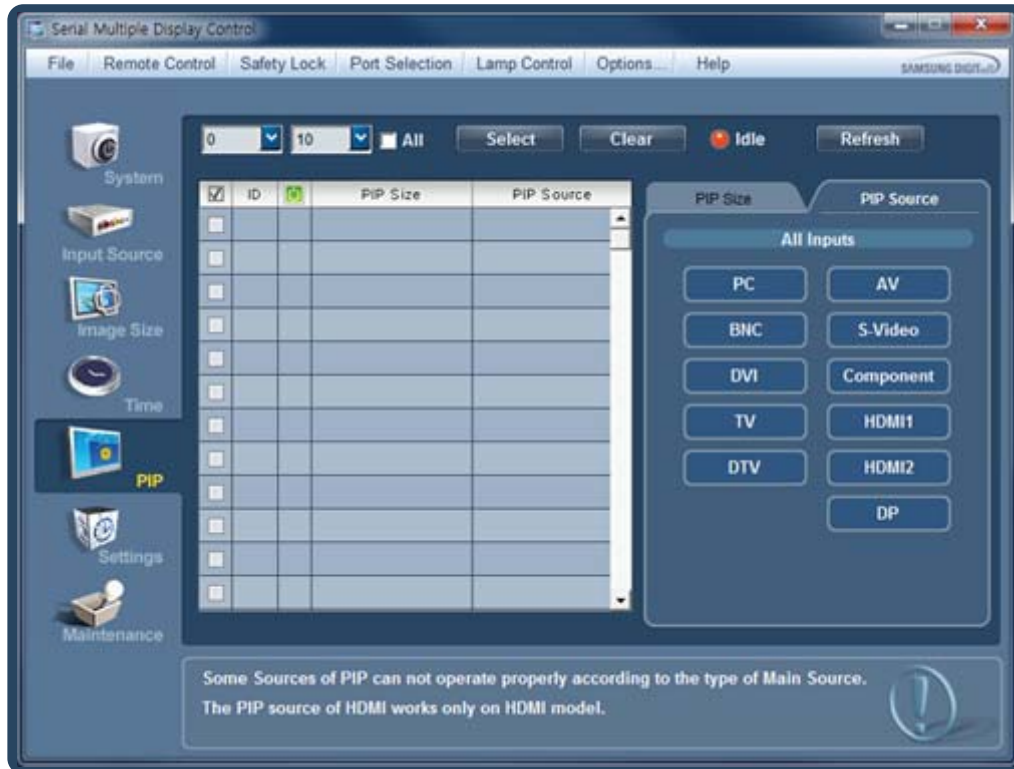 Serial Multiple Display Control
File Remote Control Safety Lock Port Selection Lamp Control Options... Help SAMSUNG DIGITall
0 10 All Select Clear Idle Refresh
System
Input Source
Image Size
Time
PIP
Settings
Maintenance
ID PIP Size PIP Source
PIP Size PIP Source
All Inputs
PC AV
BNC S-Video
DVI Component
TV HDMI1
DTV HDMI2
DP
Some Sources of PIP can not operate properly according to the type of Main Source.
The PIP source of HDMI works only on HDMI model.